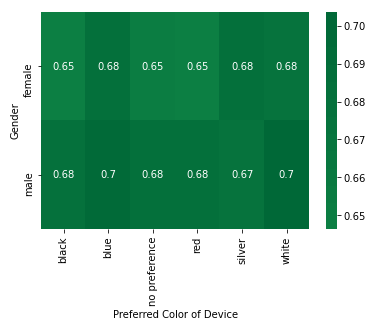 female
male
Gender
0.65 0.68 0.65 0.65 0.68 0.68
0.68 0.7 0.68 0.68 0.67 0.7
black
blue
no preference
red
silver
white
Preferred Color of Device
0.70
0.69
0.68
0.68
0.67
0.66
0.65